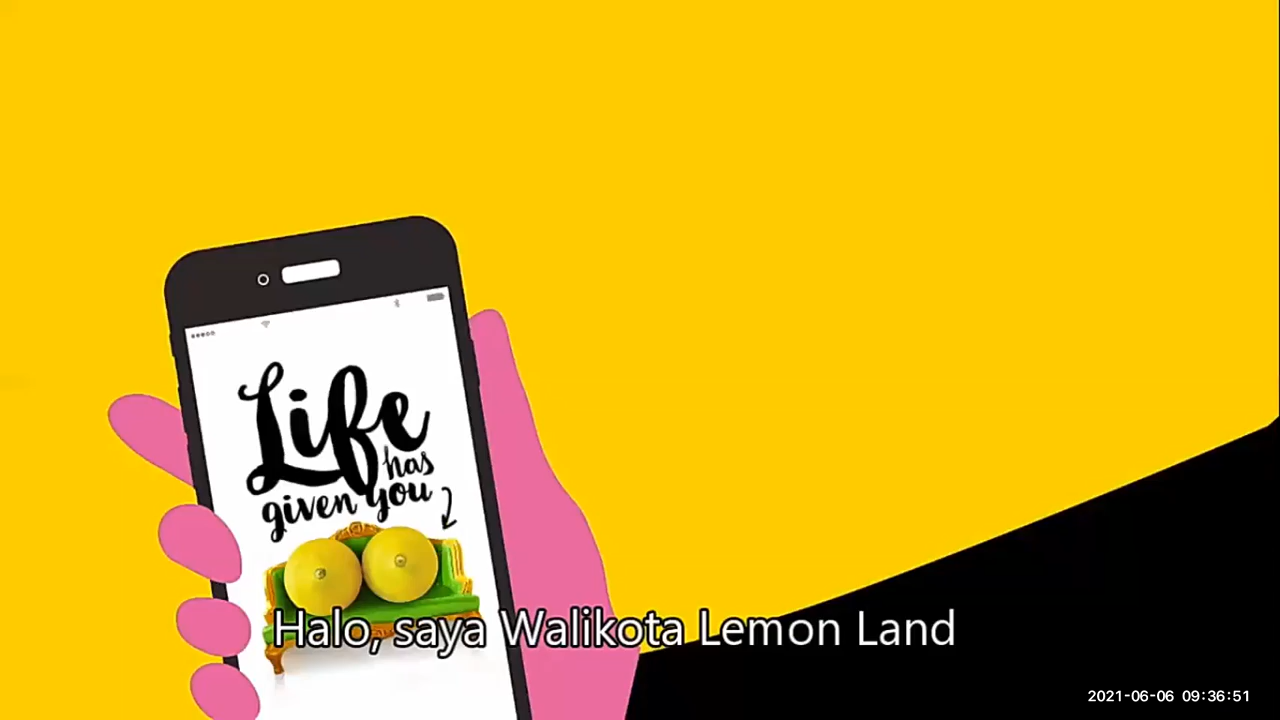 Life
has
given you
Halo, saya Walikota Lemon Land
2021-06-06 09:36:51